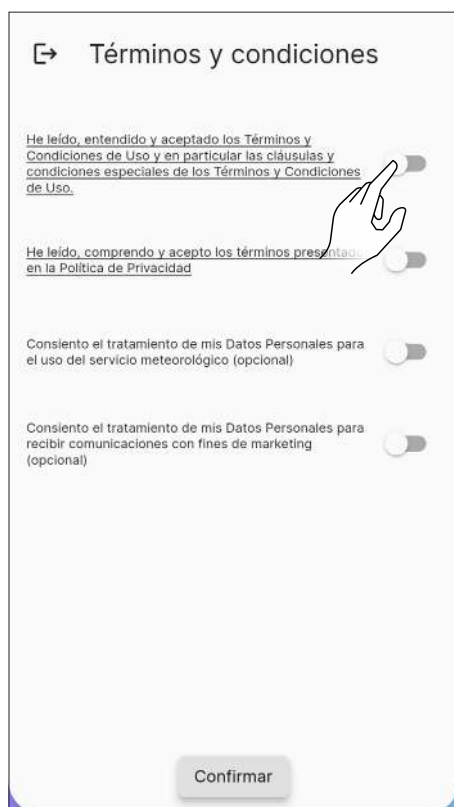 Términos y condiciones
He leído, entendido y aceptado los Términos y
Condiciones de Uso y en particular las cláusulas y
condiciones especiales de los Términos y Condiciones
de Uso.
He leído, comprendo y acepto los términos presentado
en la Política de Privacidad
Consiento el tratamiento de mis Datos Personales para
el uso del servicio meteorológico (opcional)
Consiento el tratamiento de mis Datos Personales para
recibir comunicaciones con fines de marketing
(opcional)
Confirmar